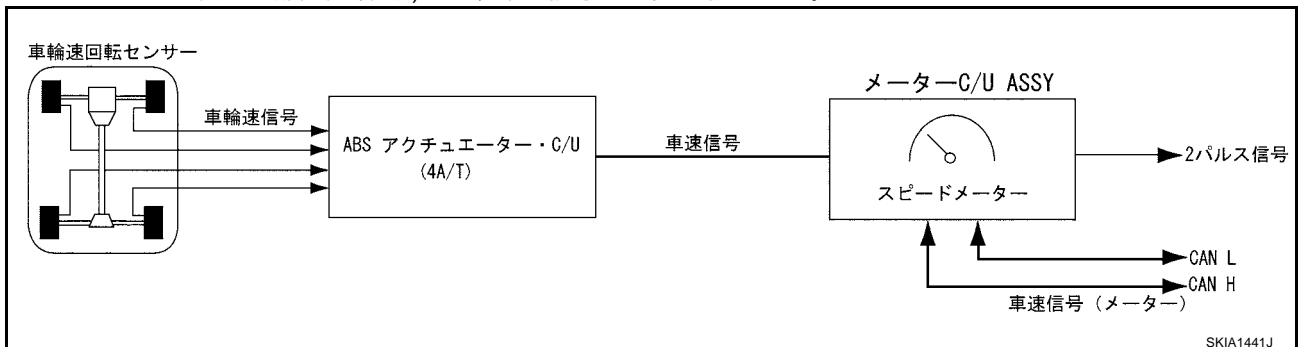 車輪速回転センサー
車輪速信号
ABS アクチュエーター・C/U
(4A/T)
車速信号
メーターC/U ASSY
スピードメーター
2パルス信号
CAN L
CAN H
車速信号 (メーター)
SKIA1441J